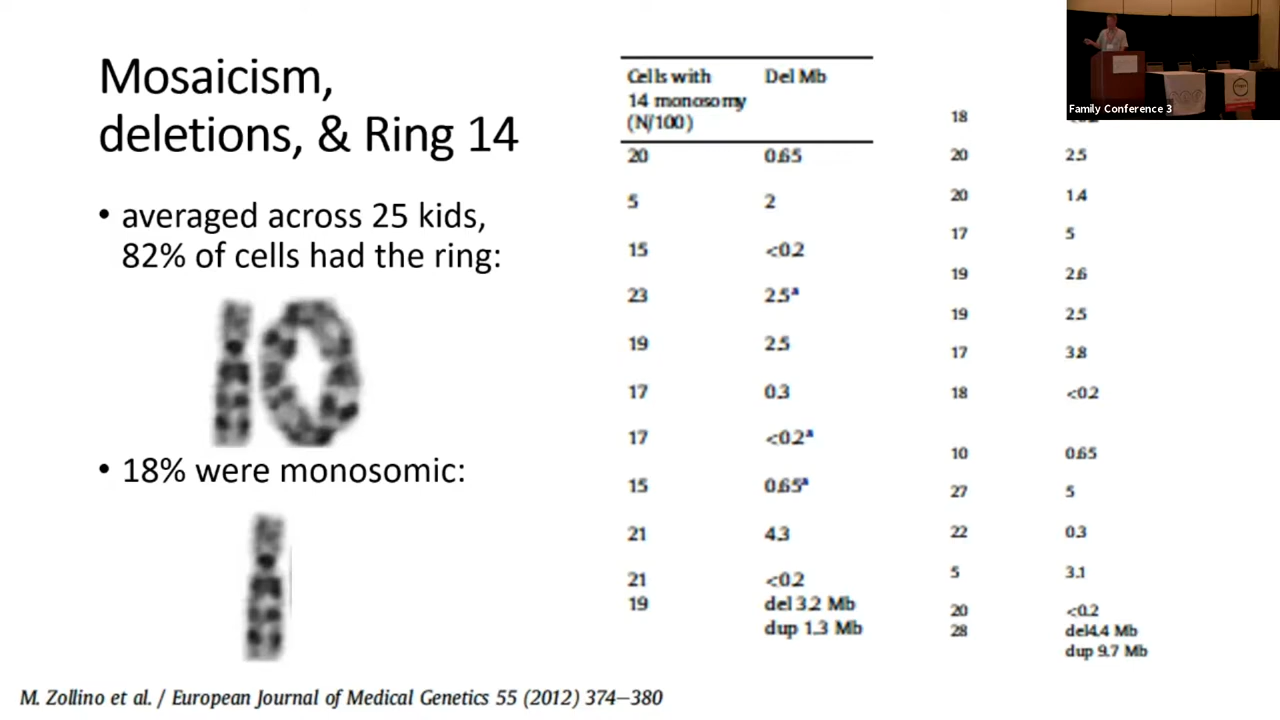 Mosaicism,
deletions, & Ring 14
• averaged across 25 kids,
82% of cells had the ring:
• 18% were monosomic:
M. Zollino et al. / European Journal of Medical Genetics 55 (2012) 374–380
Cells with Del Mb
14 monosomy
(N/100)
20 0.65
5 2
15 <0.2
23 2.5a
19 2.5
17 0.3
17 <0.2a
15 0.65a
21 4.3
21 <0.2
19 del 3.2 Mb
dup 1.3 Mb
18
20 2.5
20 1.4
17 5
19 2.6
19 2.5
17 3.8
18 <0.2
10 0.65
27 5
22 0.3
5 3.1
20 <0.2
28 del4.4 Mb
dup 9.7 Mb
Family Conference 3